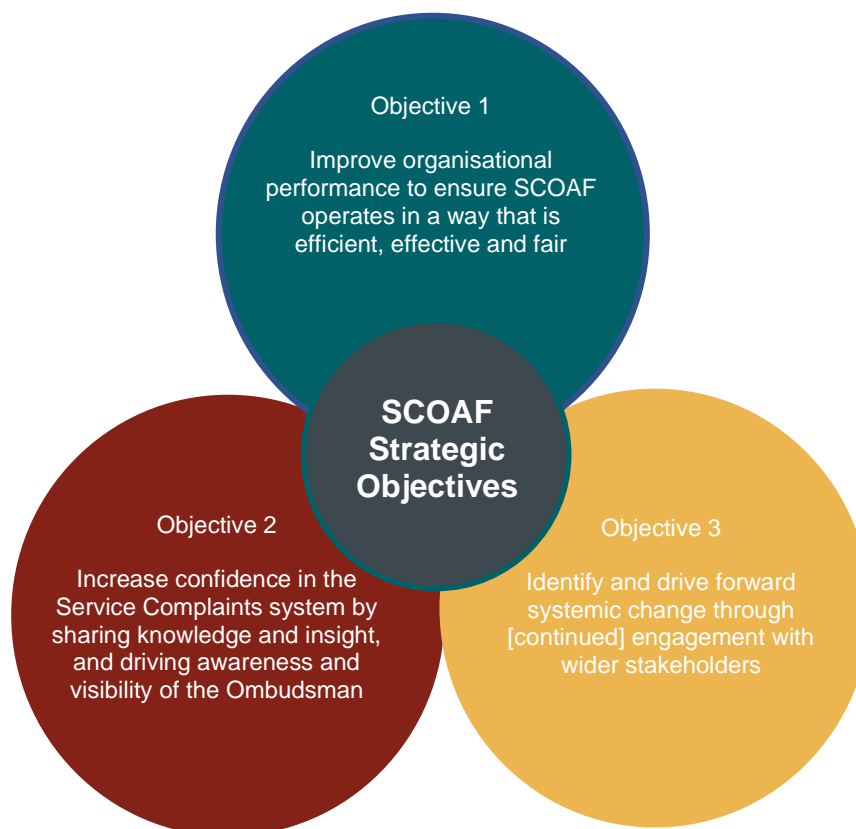 Objective 1
Improve organisational
performance to ensure SCOAF
operates in a way that is
efficient, effective and fair
SCOAF
Strategic
Objectives
Objective 2
Increase confidence in the
Service Complaints system by
sharing knowledge and insight,
and driving awareness and
visibility of the Ombudsman
Objective 3
Identify and drive forward
systemic change through
[continued] engagement with
wider stakeholders